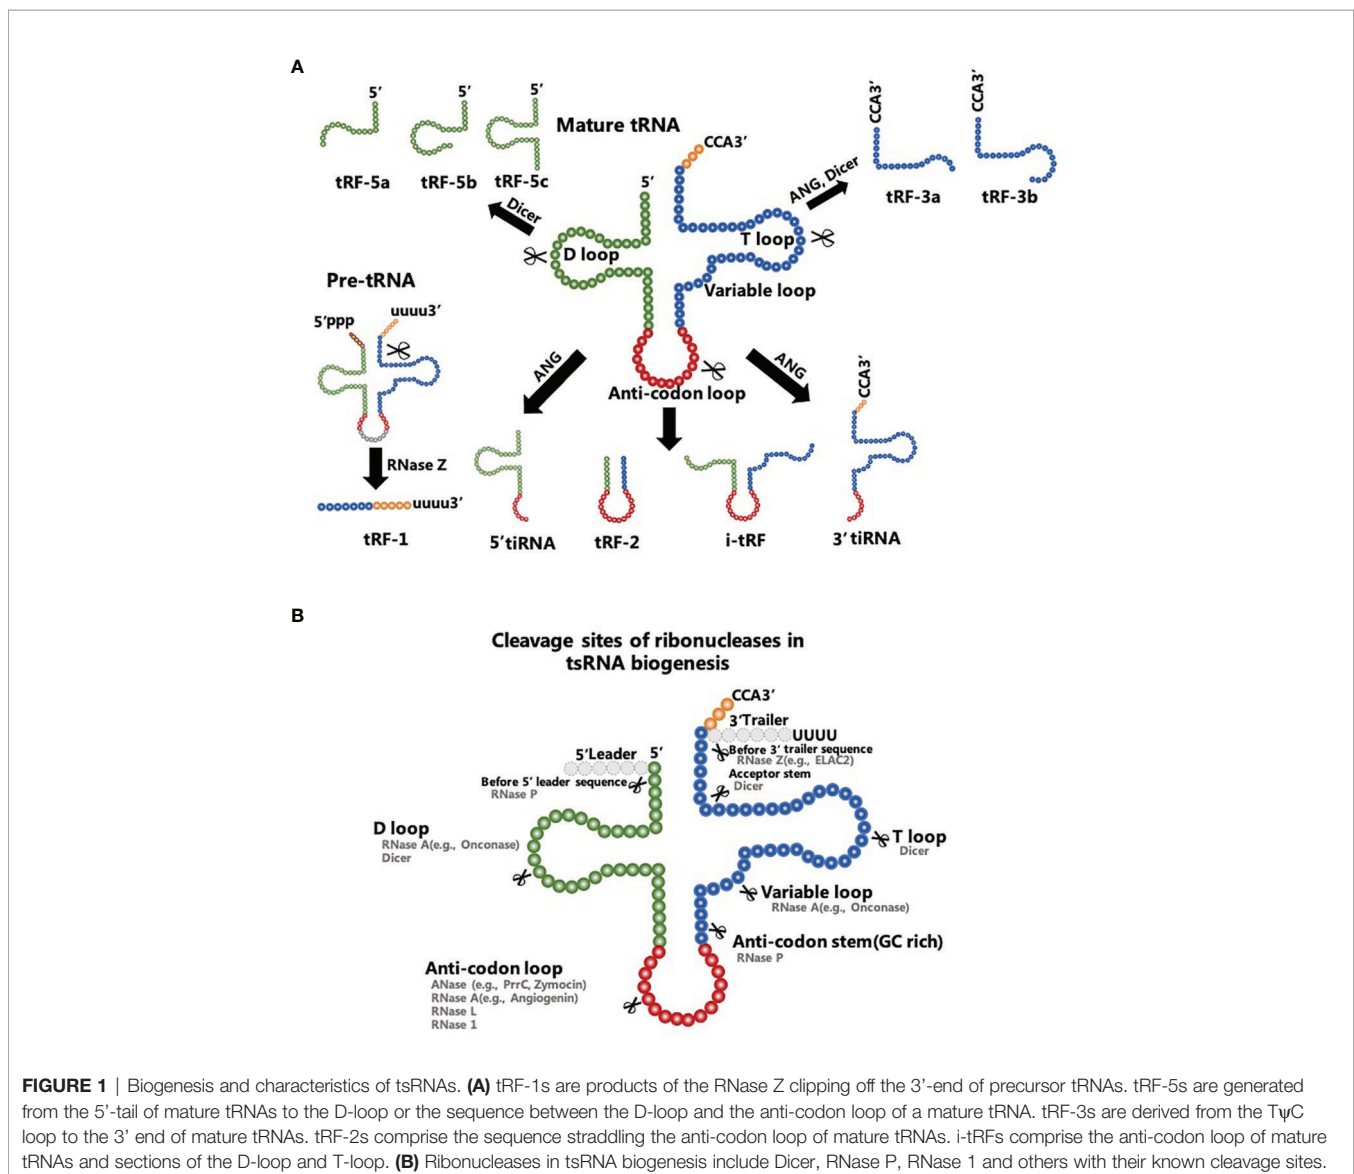 A
5′
5′
5′
Mature tRNA
CCA3′
CCA3′
CCA3′
tRF-5a
tRF-5b
tRF-5c
5′
ANG, Dicer
tRF-3a
tRF-3b
Dicer
D loop
T loop
Variable loop
Pre-tRNA
5′ppp
uuuu3′
ANG
ANG
Anti-codon loop
CCA3′
RNase Z
uuuu3′
tRF-1
5′tiRNA
tRF-2
i-tRF
3′tiRNA
B
Cleavage sites of ribonucleases in
tsRNA biogenesis
CCA3′
3′Trailer
UUUU
Before 3′ trailer sequence
RNase Z(e.g., ELAC2)
Acceptor stem
Dicer
5′Leader
5′
Before 5′ leader sequence
RNase P
D loop
RNase A(e.g., Onconase)
Dicer
T loop
Dicer
Variable loop
RNase A(e.g., Onconase)
Anti-codon stem(GC rich)
RNase P
Anti-codon loop
ANase (e.g., PrrC, Zymocin)
RNase A(e.g., Angiogenin)
RNase L
RNase 1
FIGURE 1 | Biogenesis and characteristics of tsRNAs. (A) tRF-1s are products of the RNase Z clipping off the 3’-end of precursor tRNAs. tRF-5s are generated
from the 5’-tail of mature tRNAs to the D-loop or the sequence between the D-loop and the anti-codon loop of a mature tRNA. tRF-3s are derived from the TψC
loop to the 3’ end of mature tRNAs. tRF-2s comprise the sequence straddling the anti-codon loop of mature tRNAs. i-tRFs comprise the anti-codon loop of mature
tRNAs and sections of the D-loop and T-loop. (B) Ribonucleases in tsRNA biogenesis include Dicer, RNase P, RNase 1 and others with their known cleavage sites.